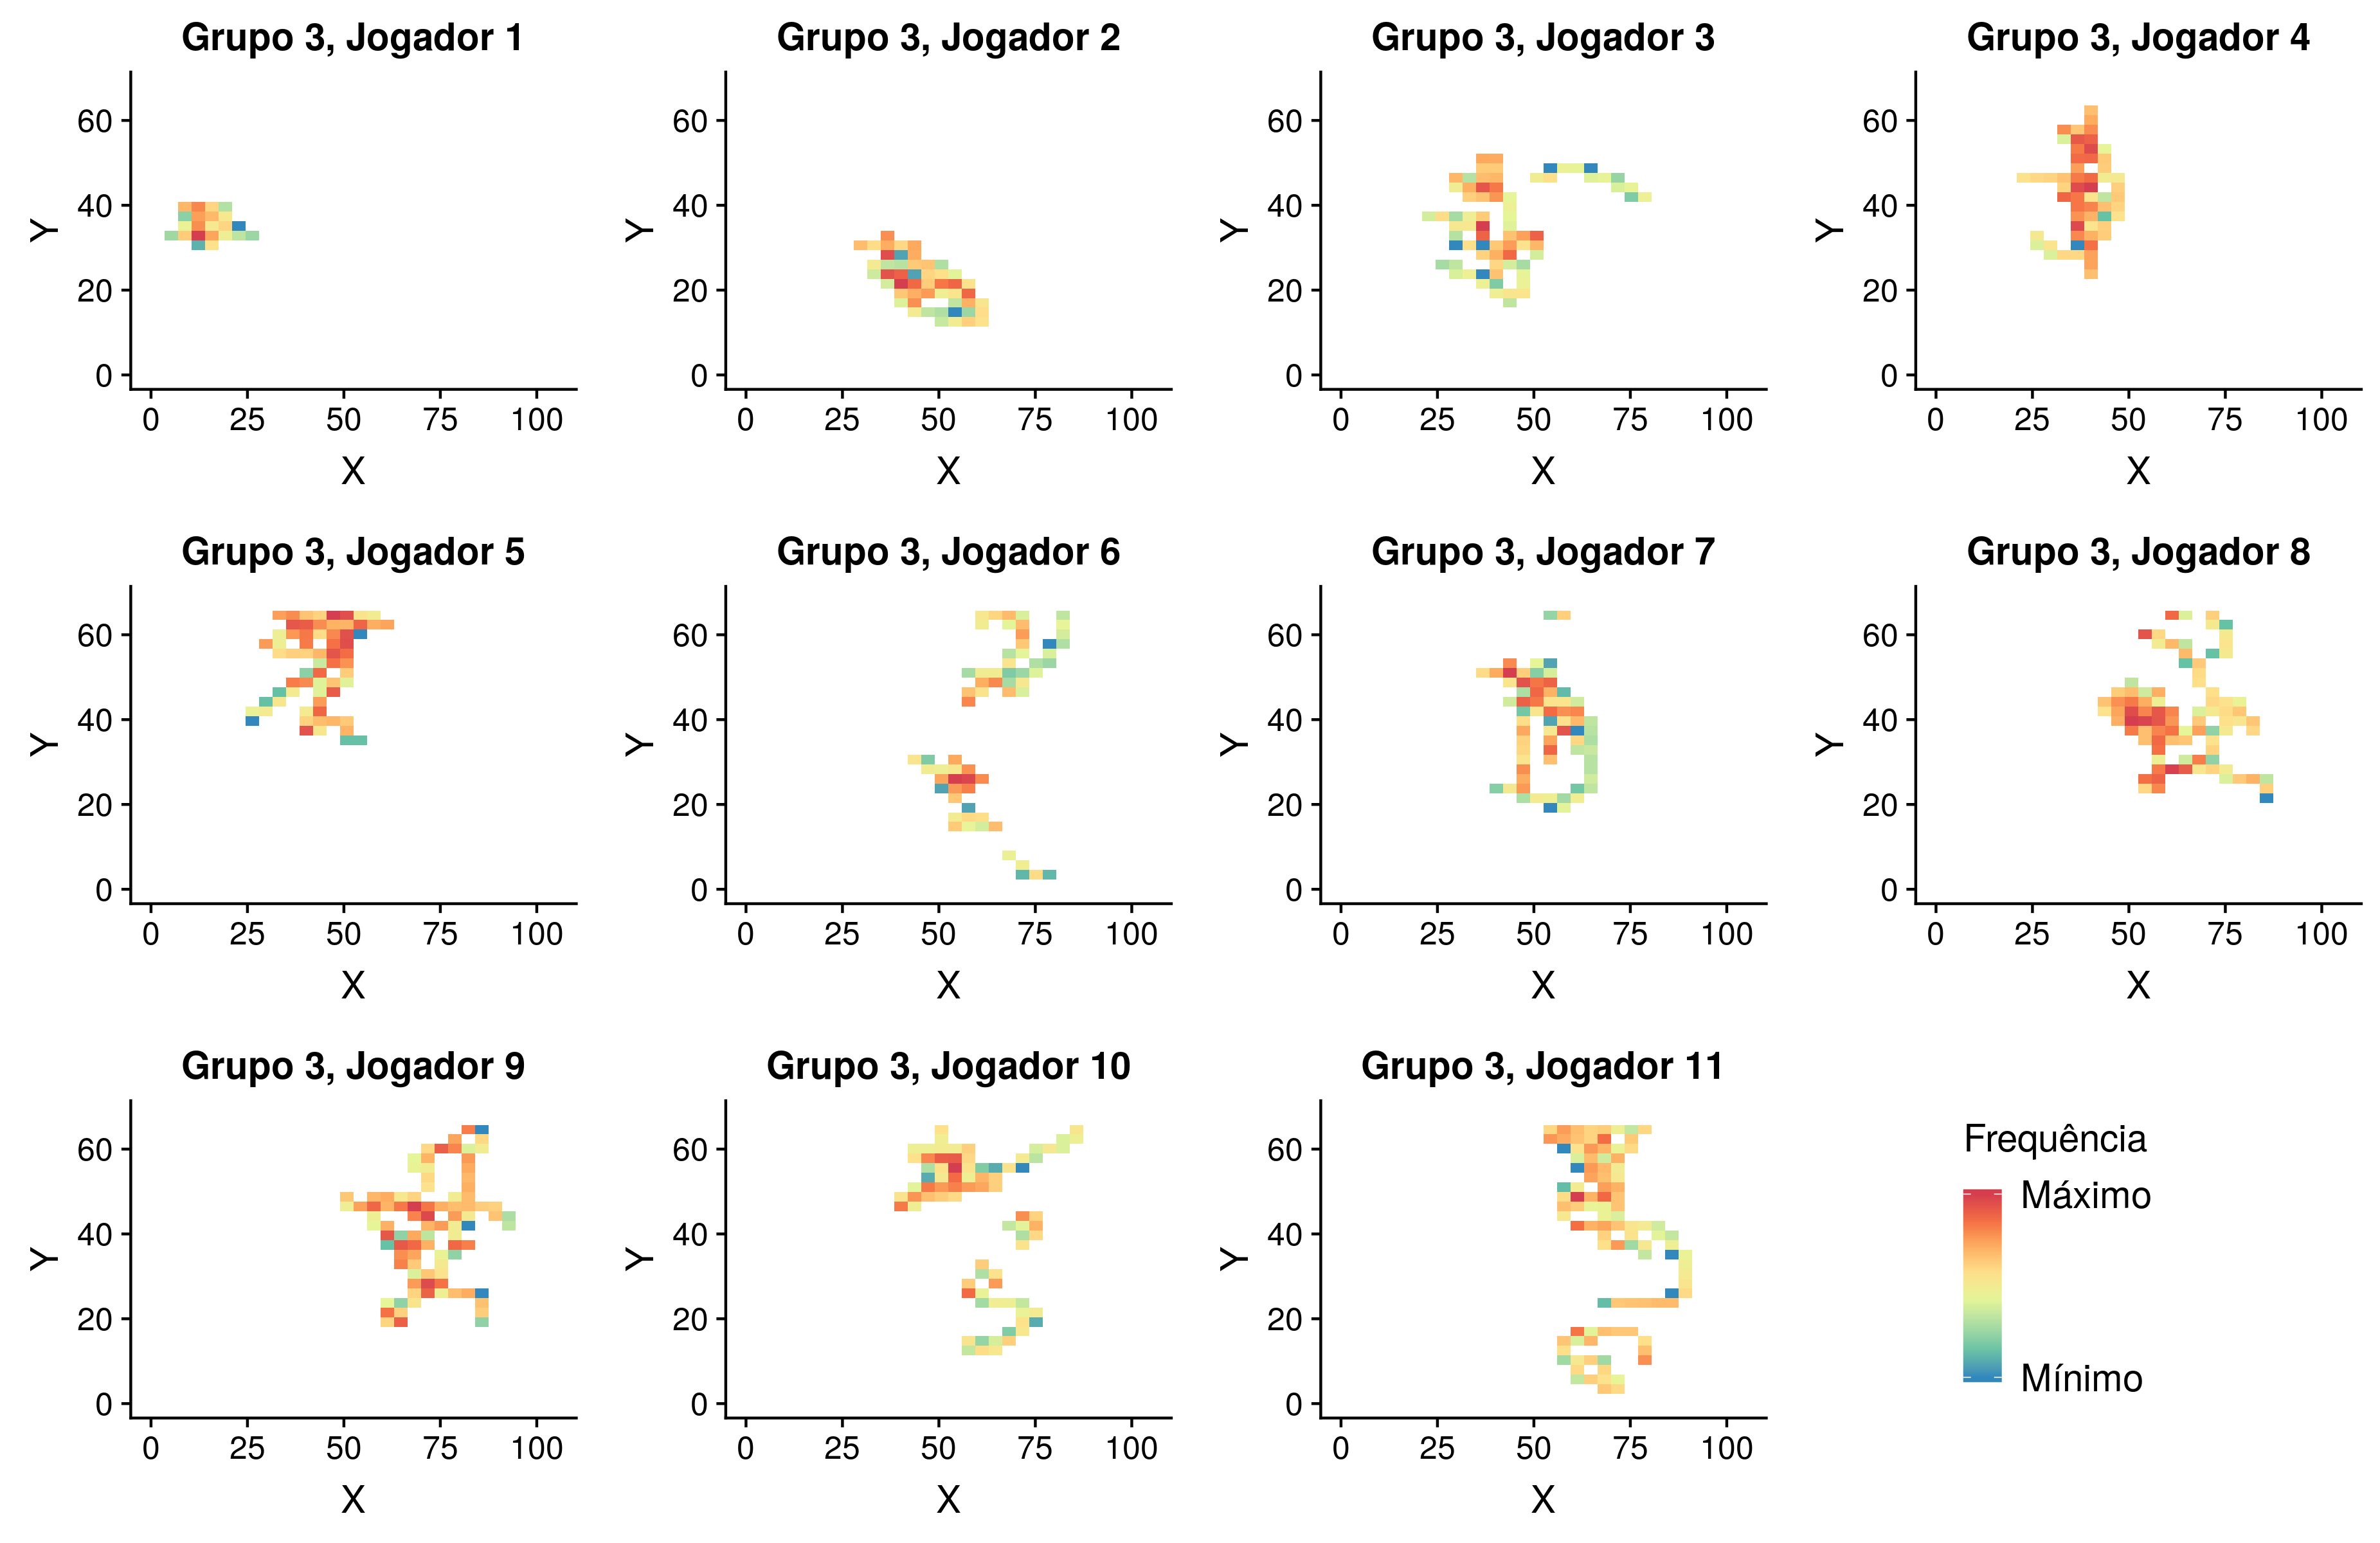 Grupo 3, Jogador 1
Grupo 3, Jogador 2
Grupo 3, Jogador 3
Grupo 3, Jogador 4
60
40
20
0
Y
0 25 50 75 100
X
60
40
20
0
Y
0 25 50 75 100
X
60
40
20
0
Y
0 25 50 75 100
X
60
40
20
0
Y
0 25 50 75 100
X
Grupo 3, Jogador 5
Grupo 3, Jogador 6
Grupo 3, Jogador 7
Grupo 3, Jogador 8
60
40
20
0
Y
0 25 50 75 100
X
60
40
20
0
Y
0 25 50 75 100
X
60
40
20
0
Y
0 25 50 75 100
X
60
40
20
0
Y
0 25 50 75 100
X
Grupo 3, Jogador 9
Grupo 3, Jogador 10
Grupo 3, Jogador 11
60
40
20
0
Y
0 25 50 75 100
X
60
40
20
0
Y
0 25 50 75 100
X
60
40
20
0
Y
0 25 50 75 100
X
Frequência
Máximo
Mínimo